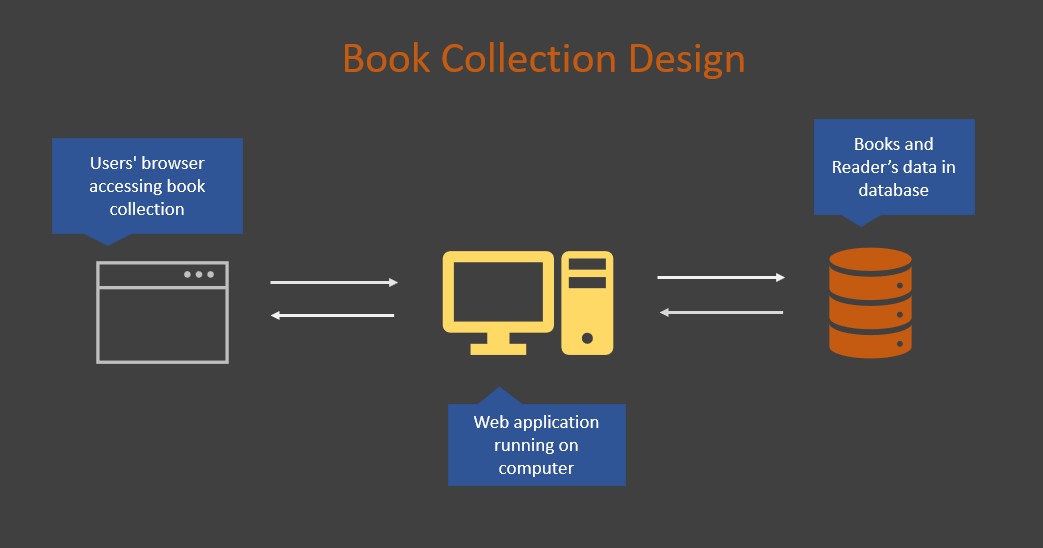 Book Collection Design
Users' browser
accessing book
collection
Books and
Reader’s data in
database
Web application
running on
computer